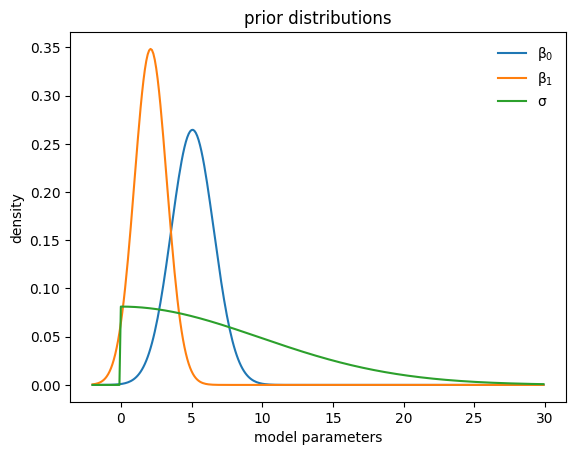 prior distributions
0.35
0.30
0.25
0.20
0.15
0.10
0.05
0.00
density
β₀
β₁
σ
0 5 10 15 20 25 30
model parameters